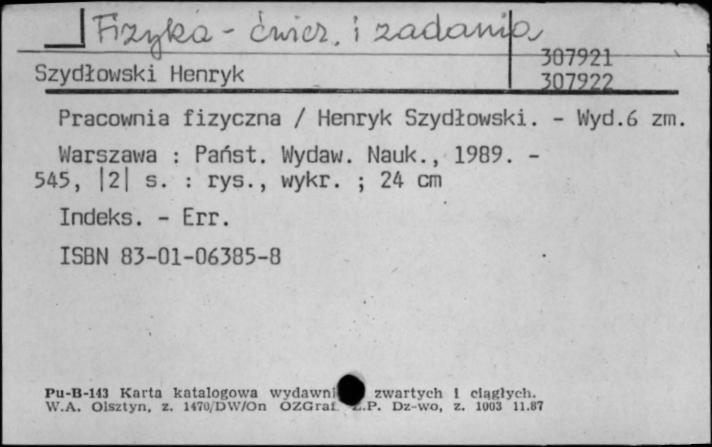 Fizyka - ćwicz. i zadania
307921
Szydłowski Henryk
307922
Pracownia fizyczna / Henryk Szydłowski. - Wyd.6 zm.
Warszawa : Państ. Wydaw. Nauk., 1989. -
545, |2| s. : rys., wykr. ; 24 cm
Indeks. - Err.
ISBN 83-01-06385-8
Pu-B-143 Karta katalogowa wydawni zwartych i ciągłych.
W.A. Olsztyn, z. 1470/DW/On OZGraf. Z.P. Dz-wo, z. 1003 11.87